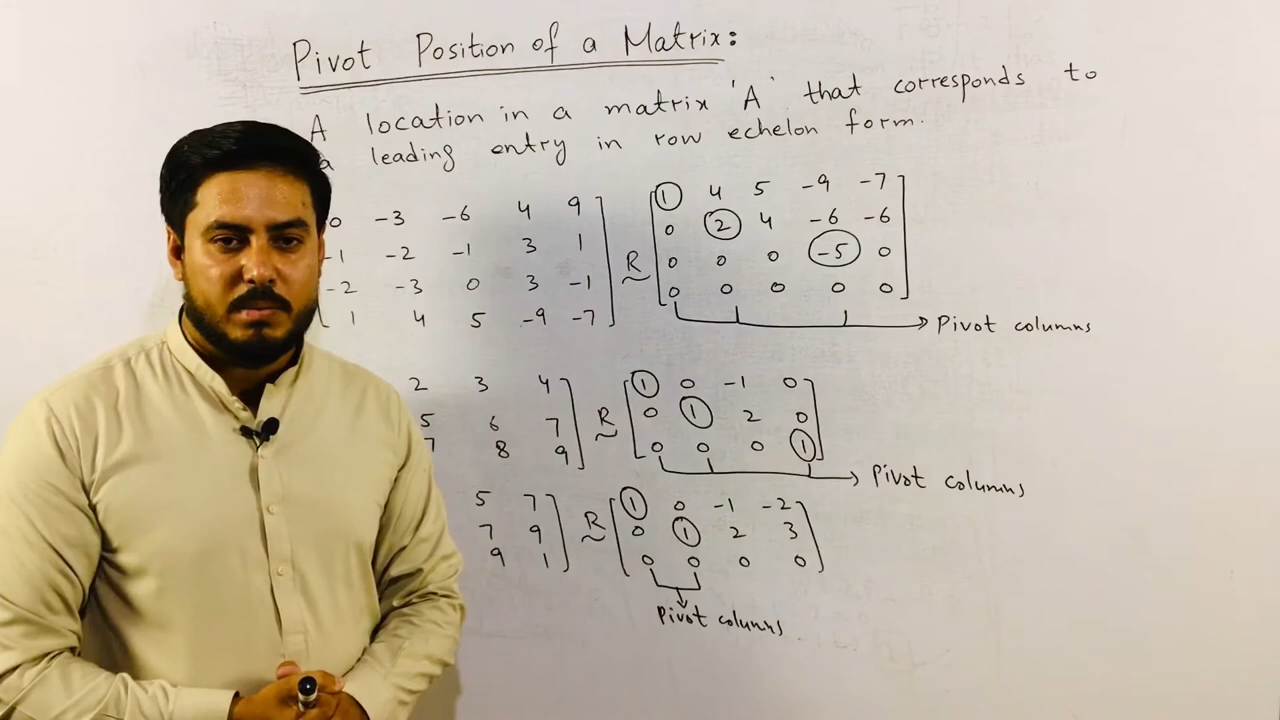 Pivot Position of a Matrix:
A location in a matrix 'A' that corresponds to
a leading entry in row echelon form.
0 -3 -6 4 9
-1 -2 -1 3 1
-2 -3 0 3 -1
1 4 5 -9 -7
R
~
1 4 5 -9 -7
0 2 4 -6 -6
0 0 0 -5 0
0 0 0 0 0
Pivot columns
2 3 4
5 6 7
7 8 9
R
~
1 0 -1 0
0 1 2 0
0 0 0 1
Pivot columns
5 7
7 9
9 1
R
~
1 0 -1 -2
0 1 2 3
0 0 0 0
Pivot columns